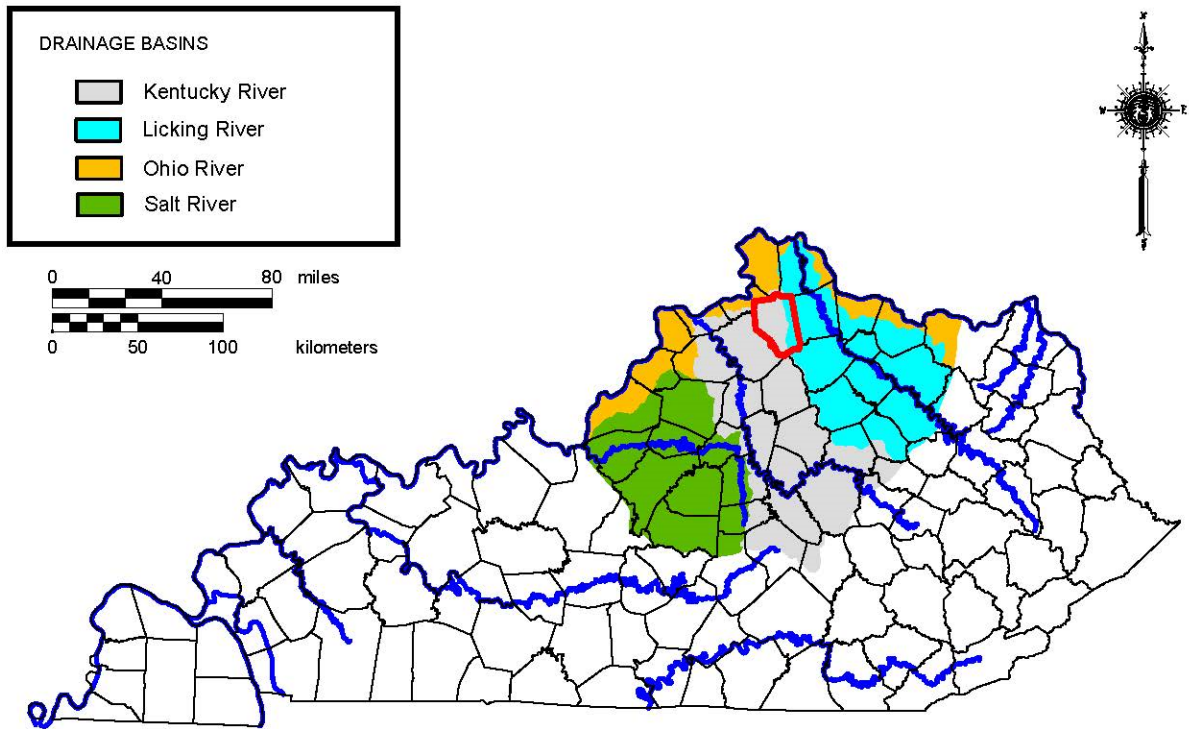 DRAINAGE BASINS
Kentucky River
Licking River
Ohio River
Salt River
0 40 80 miles
0 50 100 kilometers
N
W E
S